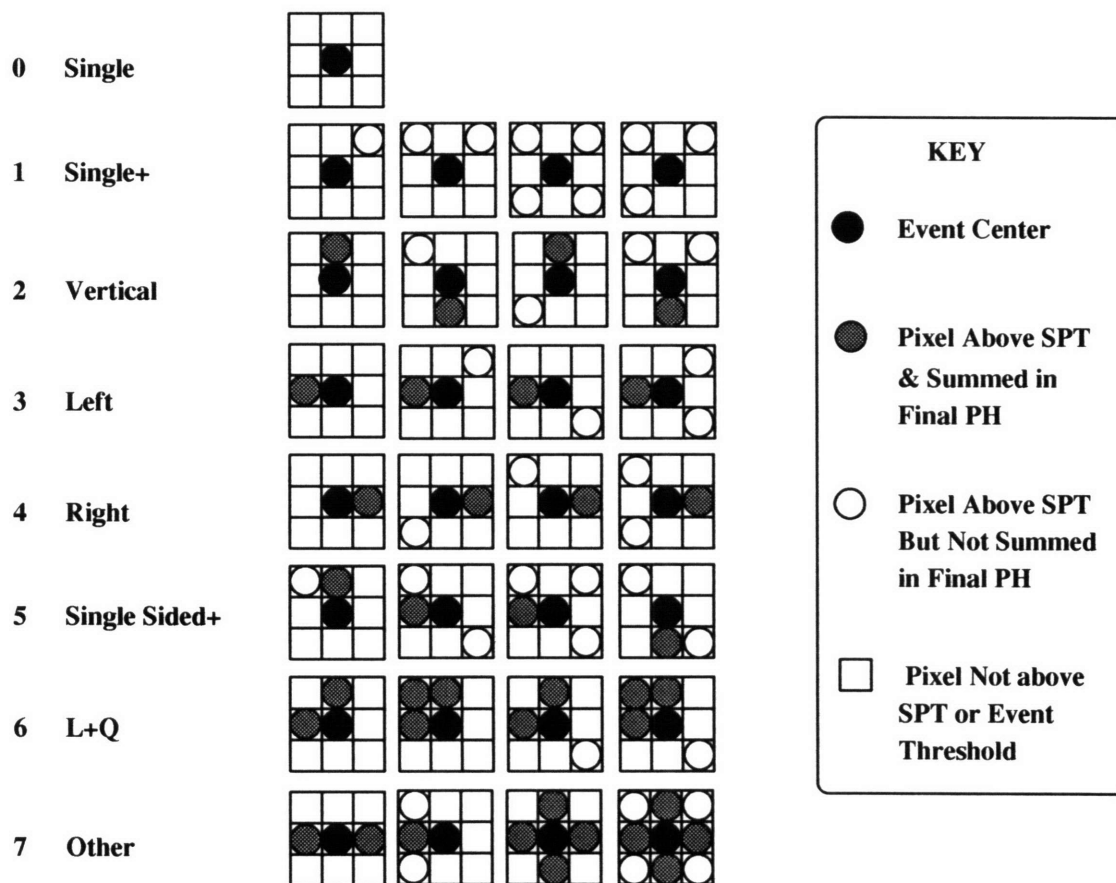 0 Single
1 Single+
2 Vertical
3 Left
4 Right
5 Single Sided+
6 L+Q
7 Other
KEY
Event Center
Pixel Above SPT
& Summed in
Final PH
Pixel Above SPT
But Not Summed
in Final PH
Pixel Not above
SPT or Event
Threshold